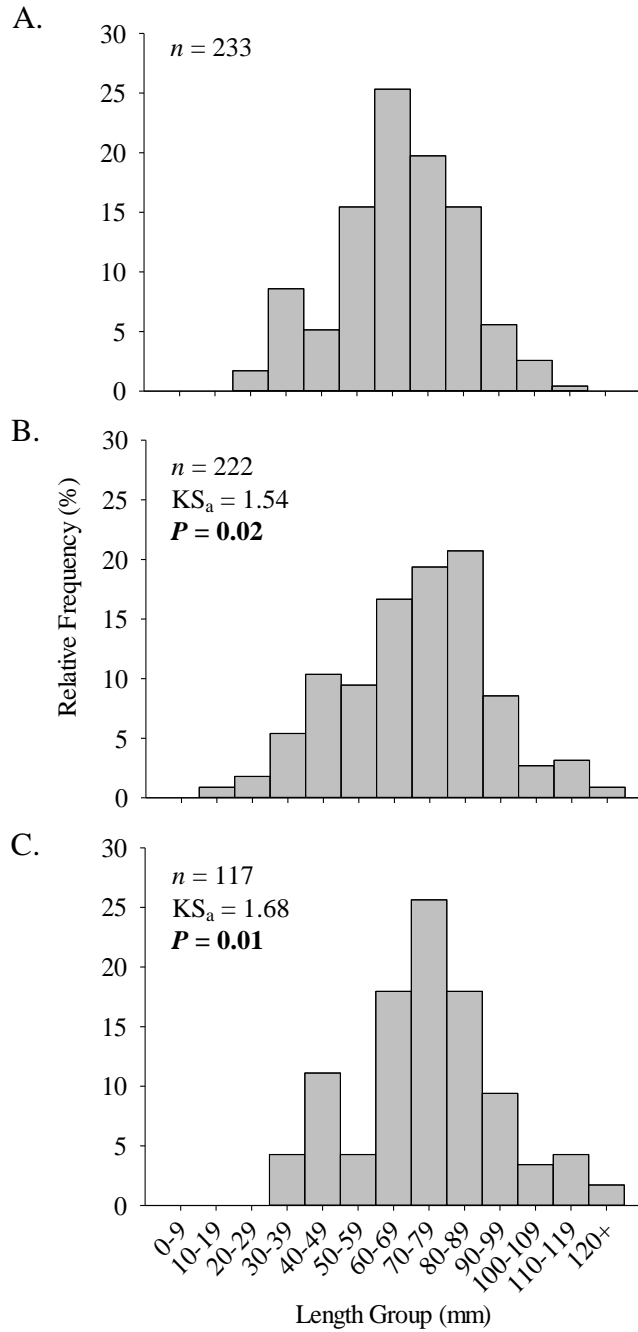 A.
n = 233
30
25
20
15
10
5
0
B.
n = 222
KSa = 1.54
P = 0.02
30
25
20
15
10
5
0
Relative Frequency (%)
C.
n = 117
KSa = 1.68
P = 0.01
30
25
20
15
10
5
0
0-9
10-19
20-29
30-39
40-49
50-59
60-69
70-79
80-89
90-99
100-109
110-119
120+
Length Group (mm)